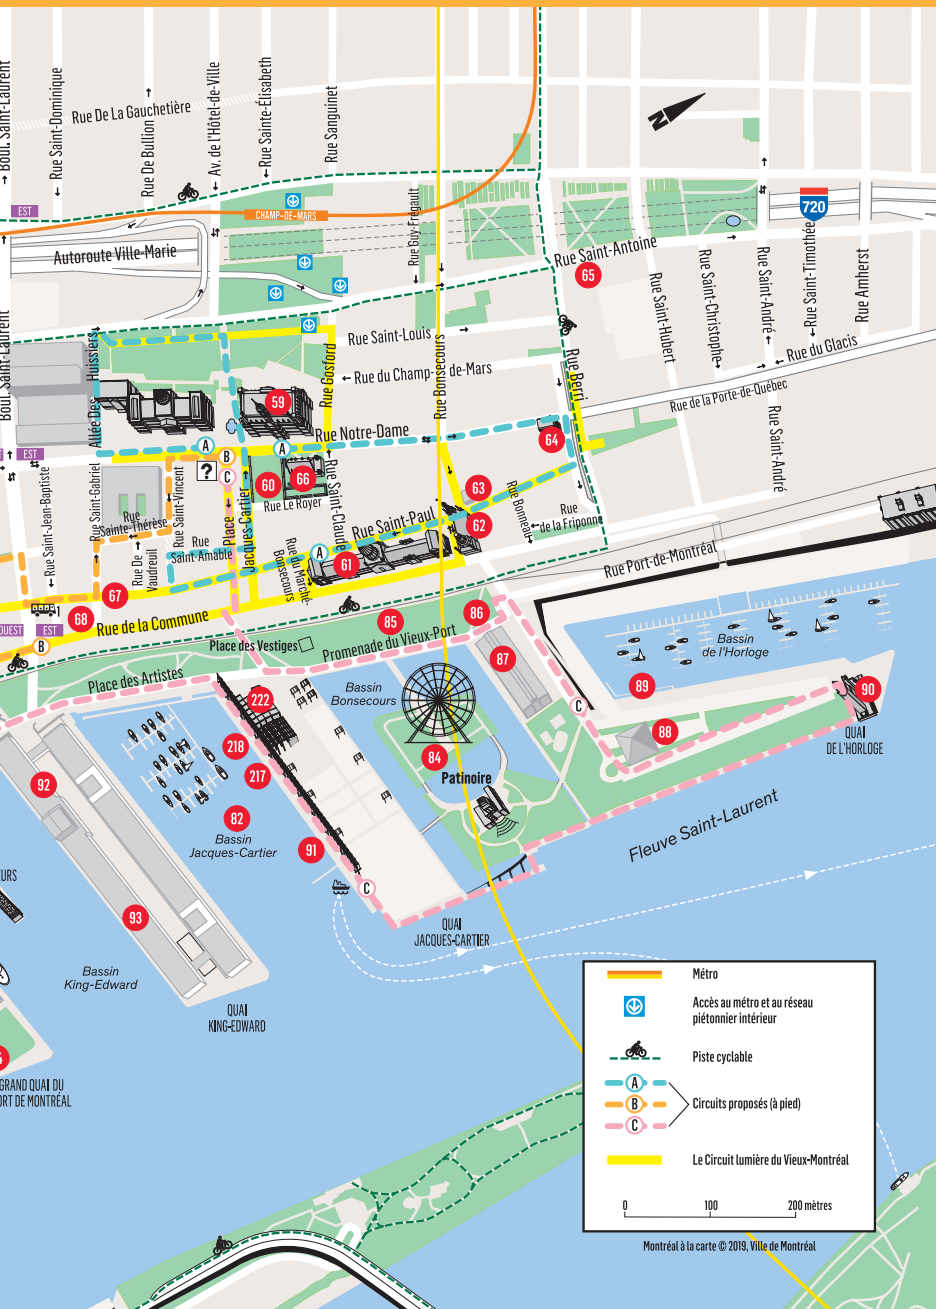 Boul. Saint-Laurent
Rue Saint-Dominique
Rue De La Gauchetière
Rue De Bullion
Av. de l'Hôtel-de-Ville
Rue Sainte-Élisabeth
Rue Sanguinet
N
EST
CHAMP-DE-MARS
720
Autoroute Ville-Marie
Rue Guy-Frégault
Rue Saint-Antoine
65
Rue Saint-Hubert
Rue Saint-Christophe
Rue Saint-André
Rue Saint-Timothée
Rue Amherst
Boul. Saint-Laurent
Allée Des Huissiers
Rue Saint-Louis
Rue Gosford
Rue du Champ-de-Mars
Rue Bonsecours
Rue Berri
Rue du Glacis
Rue de la Porte-de-Québec
Rue Saint-André
59
Rue Notre-Dame
64
A
B
C
A
?
EST
60
66
Rue Le Royer
Rue Saint-Claude
63
62
Rue Saint-Jean-Baptiste
Rue Saint-Gabriel
Rue Sainte-Thérèse
Rue Saint-Vincent
Place Jacques-Cartier
Rue Saint-Paul
Rue Bonneau
Rue de la Friponne
Rue De Vaudreuil
Rue Saint-Amable
Rue du Marché-Bonsecours
A
61
Rue Port-de-Montréal
67
1
68
OUEST
EST
B
Rue de la Commune
85
86
Place des Vestiges
Promenade du Vieux-Port
87
Bassin
de l'Horloge
Place des Artistes
222
Bassin
Bonsecours
89
C
90
88
QUAI
DE L'HORLOGE
218
217
84
Patinoire
92
82
Bassin
Jacques-Cartier
91
Fleuve Saint-Laurent
C
93
QUAI
JACQUES-CARTIER
Bassin
King-Edward
QUAI
KING-EDWARD
GRAND QUAI DU
Métro
Accès au métro et au réseau
piétonnier intérieur
Piste cyclable
A
B
C
Circuits proposés (à pied)
Le Circuit lumière du Vieux-Montréal
0 100 200 mètres
Montréal à la carte © 2019, Ville de Montréal